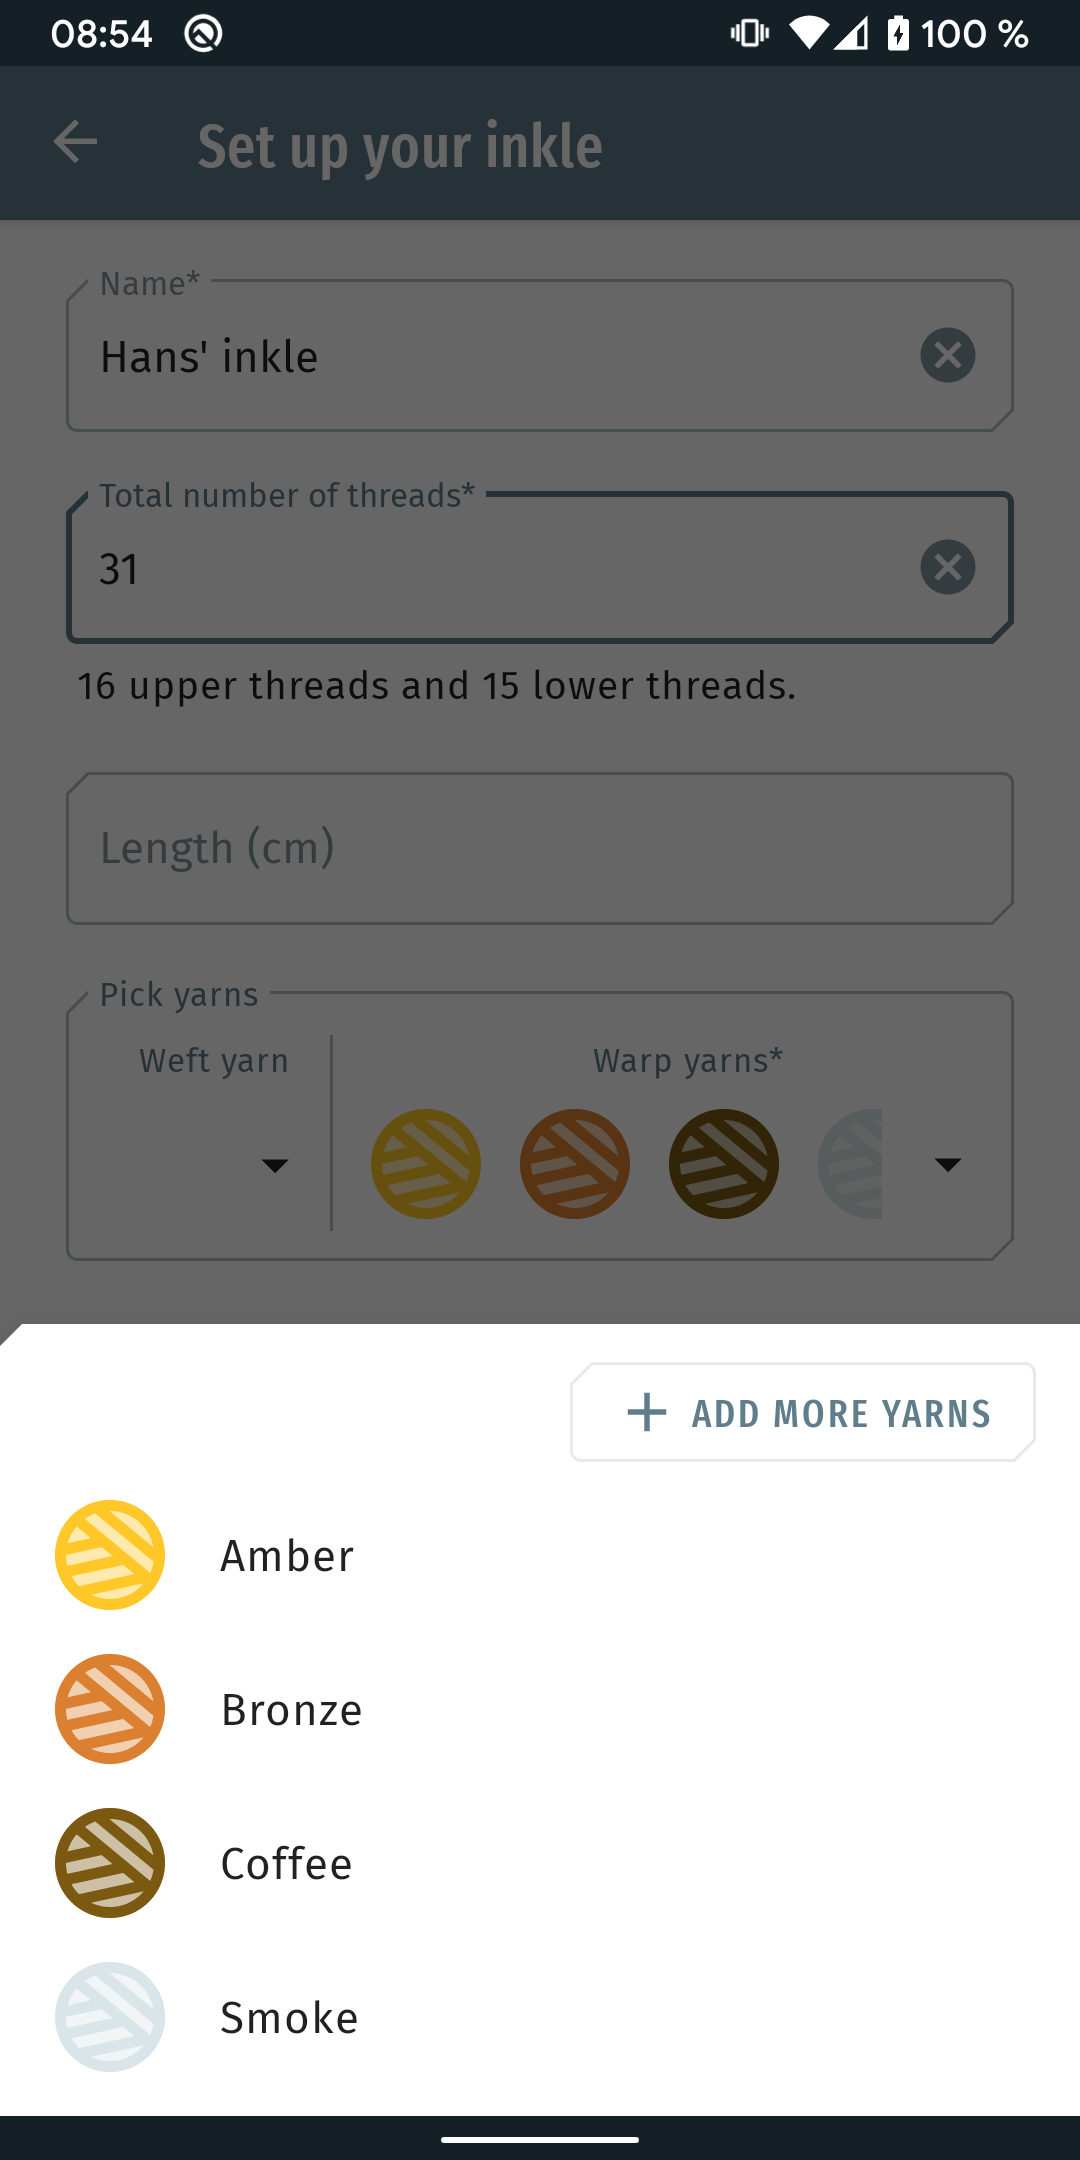 08:54
100 %
Set up your inkle
Name*
Hans' inkle
Total number of threads*
31
16 upper threads and 15 lower threads.
Length (cm)
Pick yarns
Weft yarn
Warp yarns*
ADD MORE YARNS
Amber
Bronze
Coffee
Smoke